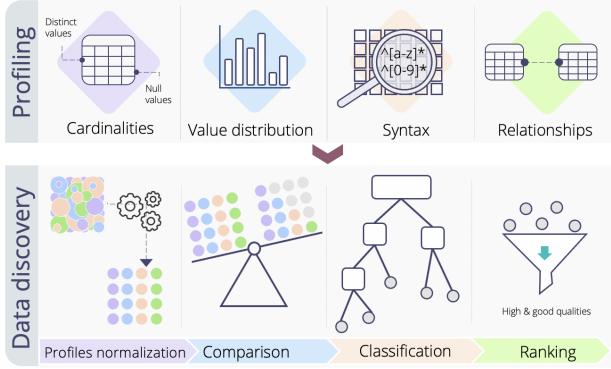 Profiling
Distinct
values
Null
values
Cardinalities
Value distribution
^[a-z]*
^[0-9]*
Syntax
Relationships
Data discovery
High & good qualities
Profiles normalization
Comparison
Classification
Ranking